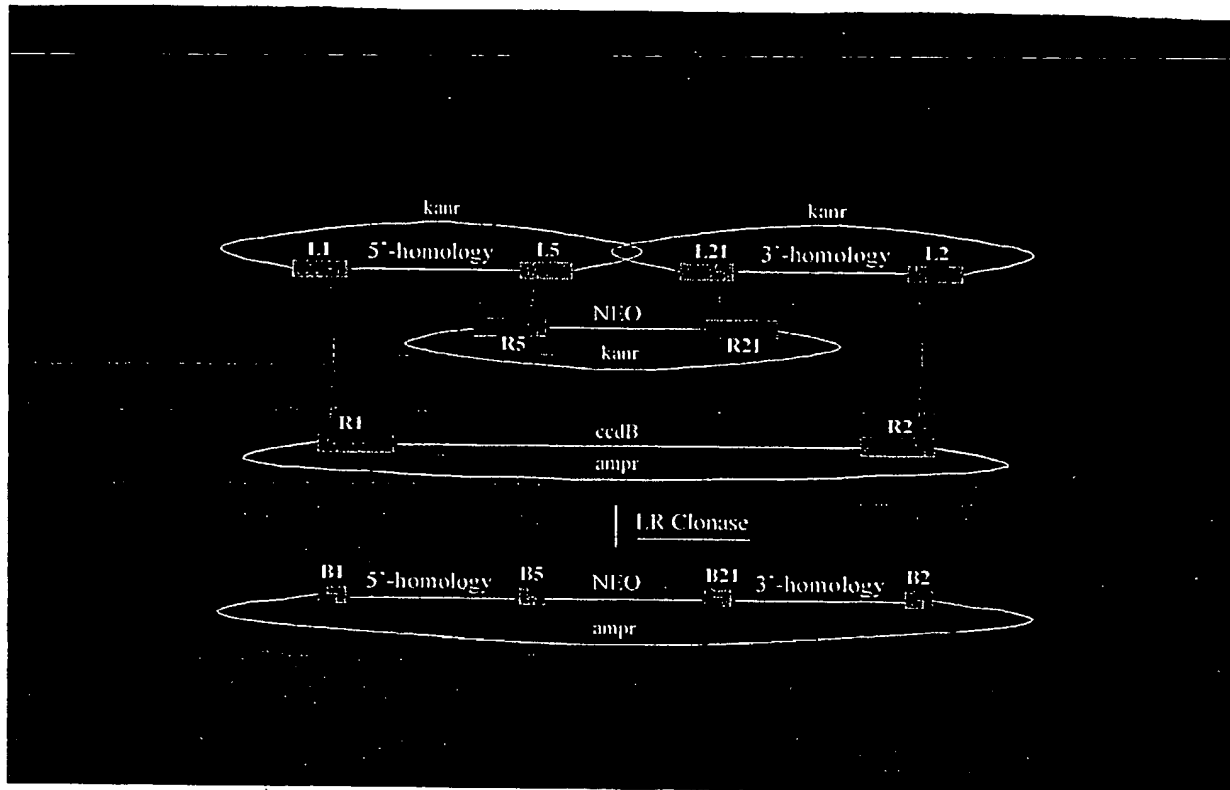 kanr kanr
L1 5'-homology L5 L21 3'-homology L2
NEO
R5 kanr R21
R1 ccdB R2
ampr
LR Clonase
B1 5'-homology B5 NEO B21 3'-homology B2
ampr